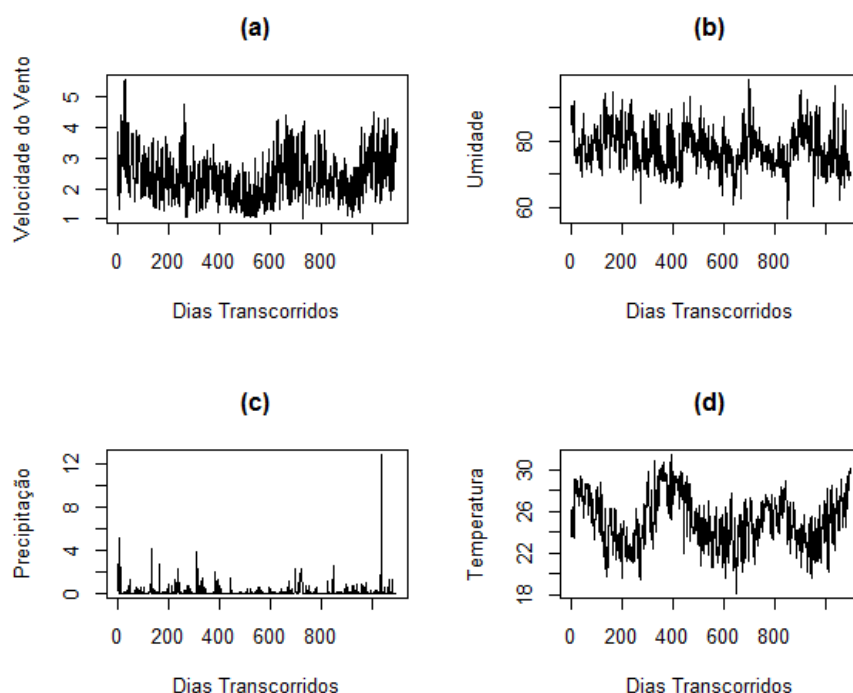 (a)
Velocidade do Vento
5
4
3
2
1
0 200 400 600 800
Dias Transcorridos
(b)
Umidade
80
60
0 200 400 600 800
Dias Transcorridos
(c)
Precipitação
12
8
4
0
0 200 400 600 800
Dias Transcorridos
(d)
Temperatura
30
26
22
18
0 200 400 600 800
Dias Transcorridos